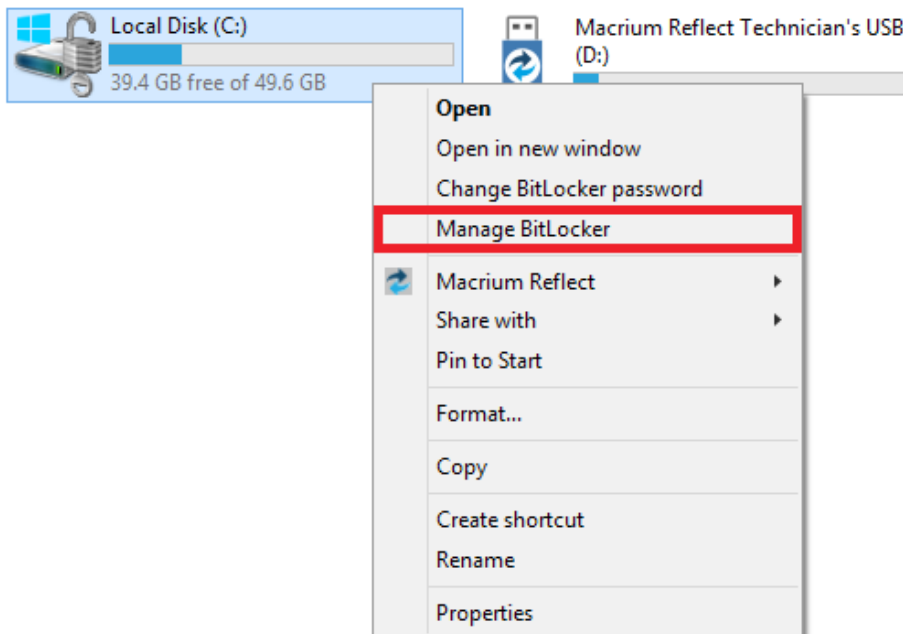 Local Disk (C:)
39.4 GB free of 49.6 GB
Macrium Reflect Technician's USB
(D:)
Open
Open in new window
Change BitLocker password
Manage BitLocker
Macrium Reflect
Share with
Pin to Start
Format...
Copy
Create shortcut
Rename
Properties